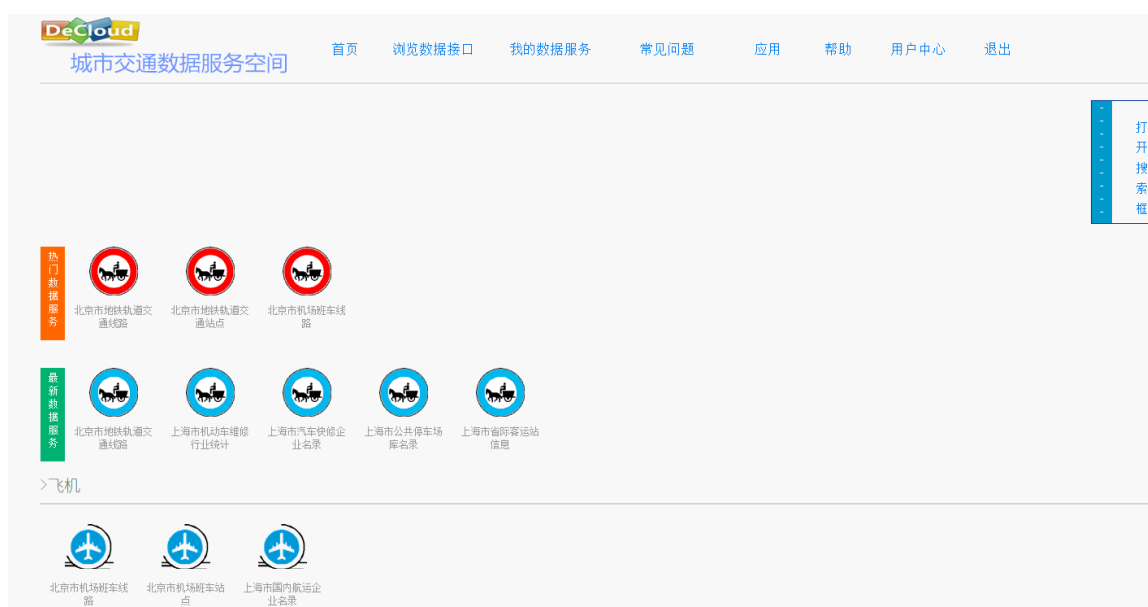 DeCloud
城市交通数据服务空间
首页 浏览数据接口 我的数据服务 常见问题 应用 帮助 用户中心 退出
打
开
搜
索
框
热
门
数
据
服
务
北京市地铁轨道交
通线路
北京市地铁轨道交
通站点
北京市机场班车线
路
最
新
数
据
服
务
北京市地铁轨道交
通线路
上海市机动车维修
行业统计
上海市汽车快修企
业名录
上海市公共停车场
库名录
上海市省际客运站
信息
>飞机
北京市机场班车线
路
北京市机场班车站
点
上海市国内航运企
业名录